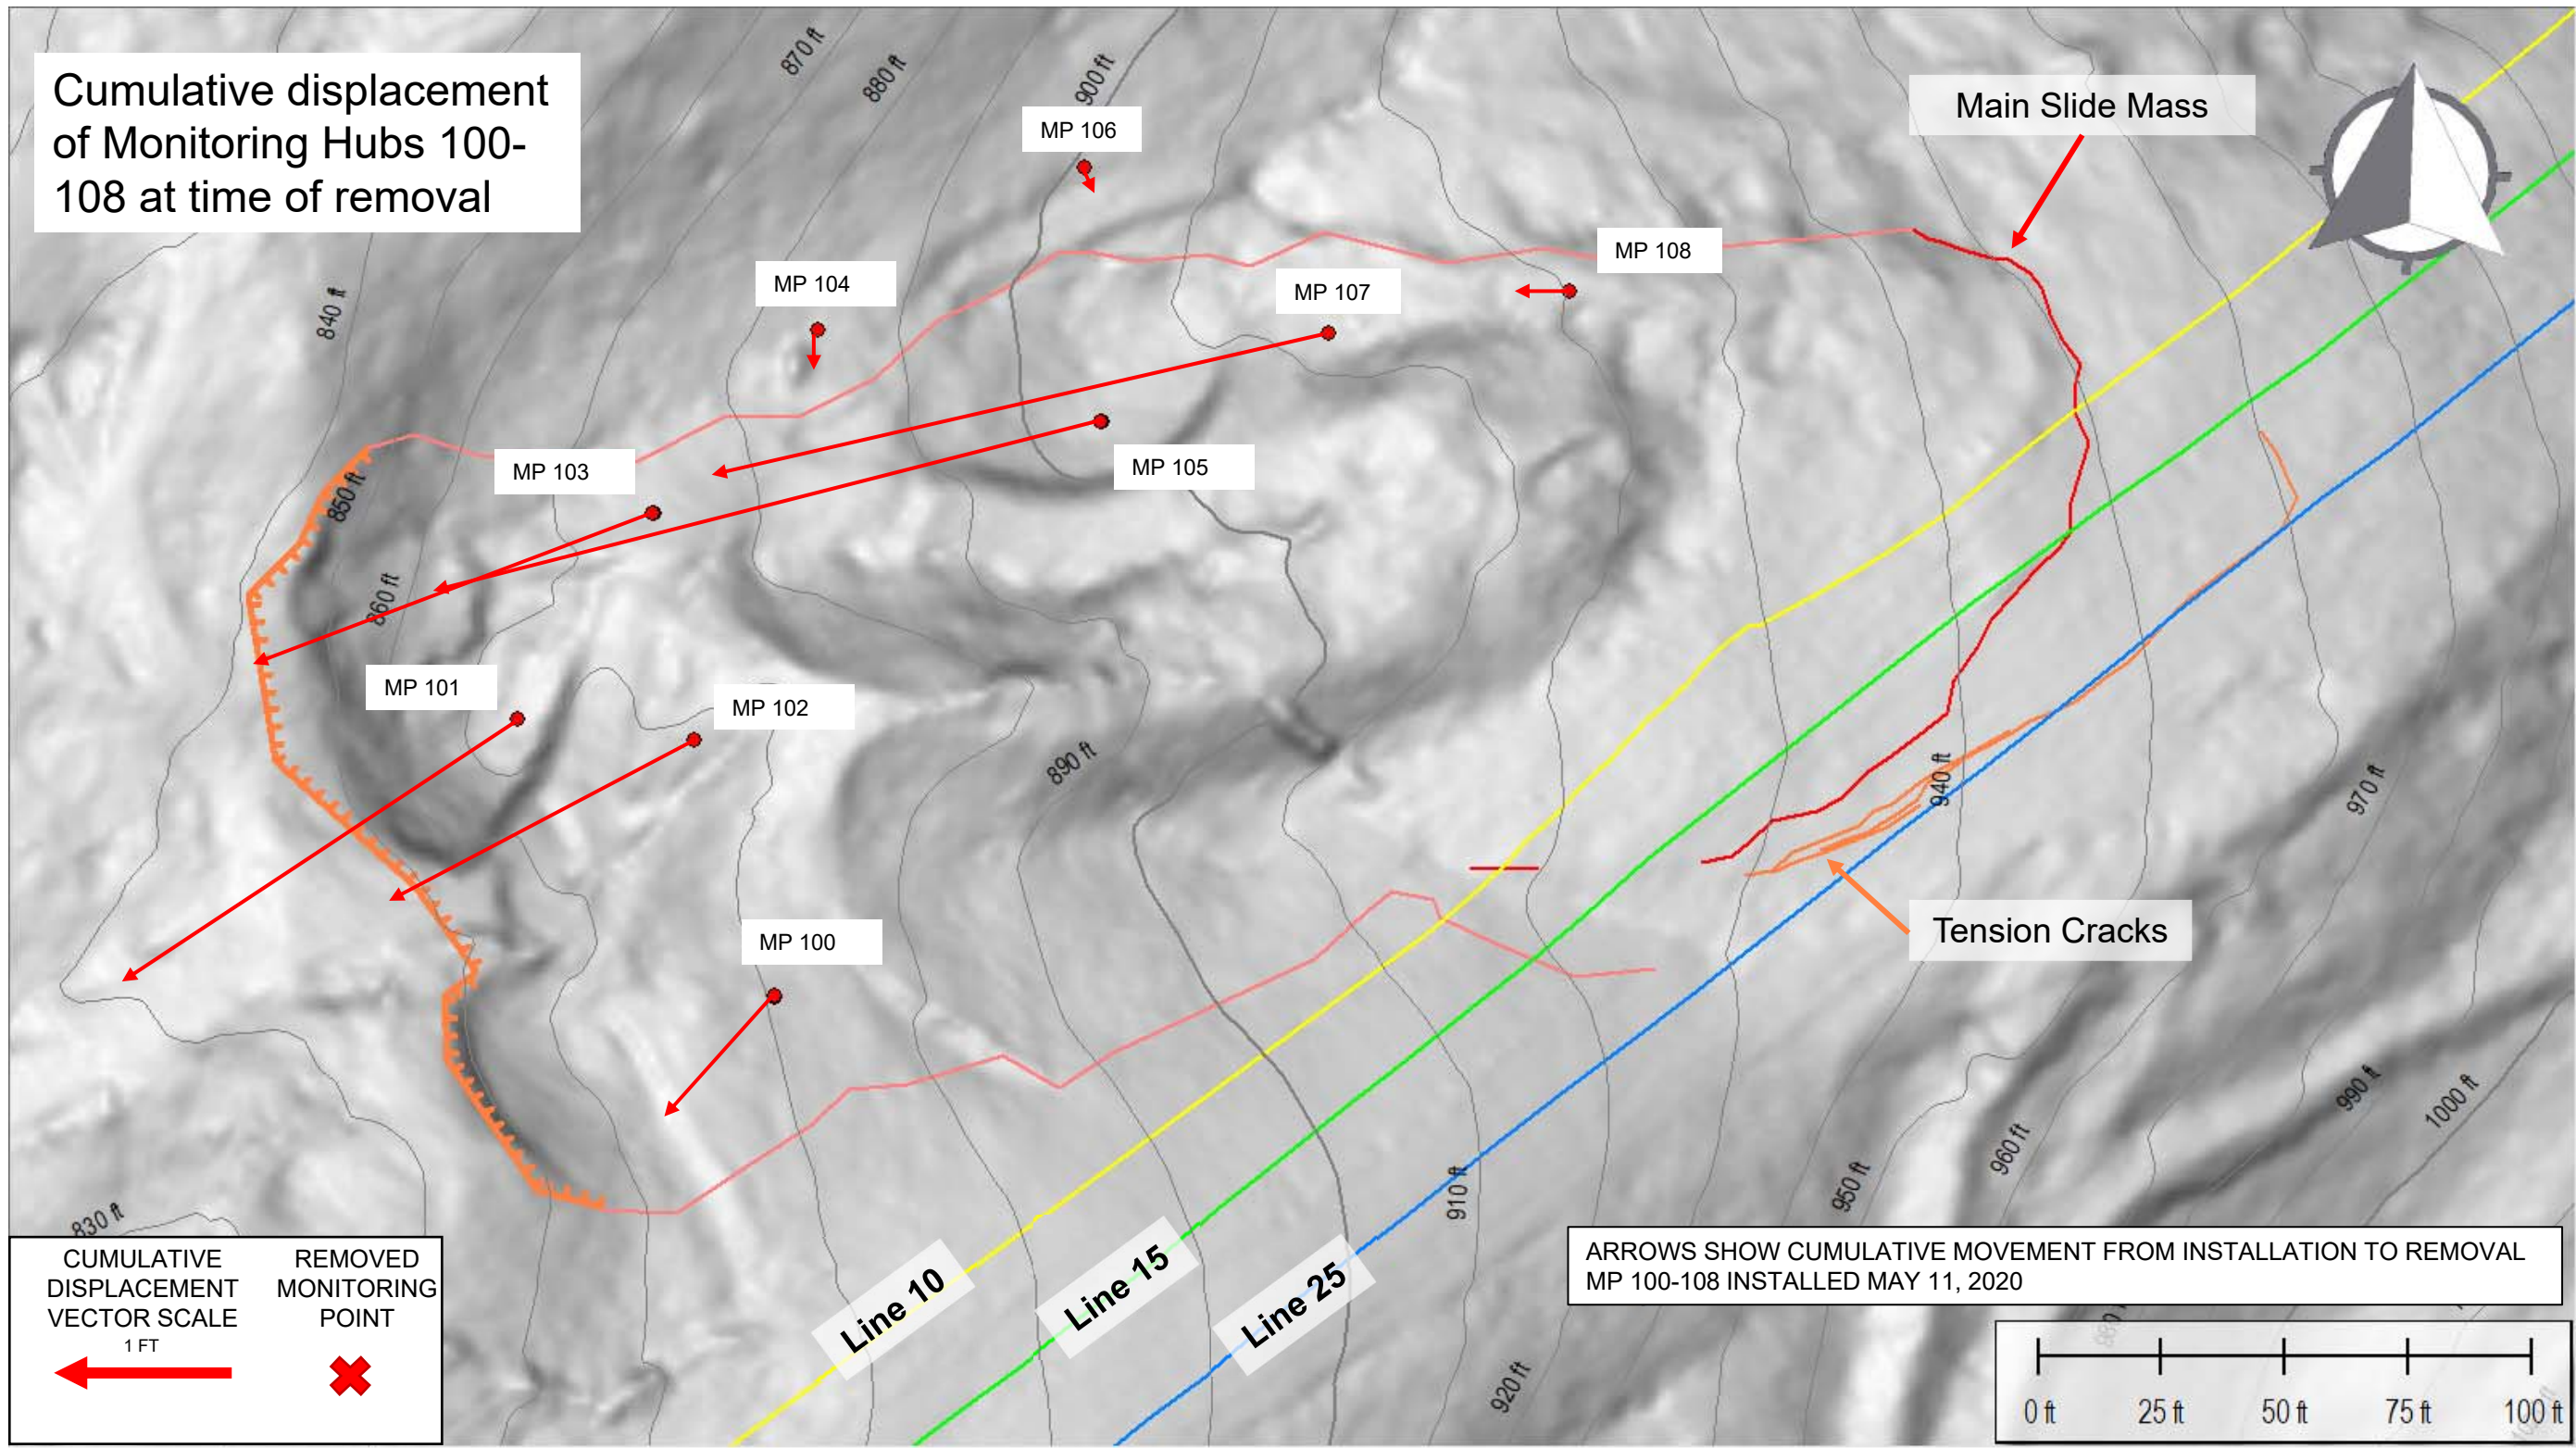 Cumulative displacement
of Monitoring Hubs 100-
108 at time of removal
870 ft
880 ft
900 ft
MP 106
Main Slide Mass
MP 108
MP 104
MP 107
840 ft
MP 103
MP 105
850 ft
860 ft
MP 101
MP 102
890 ft
940 ft
970 ft
MP 100
Tension Cracks
990 ft
1000 ft
960 ft
950 ft
910 ft
830 ft
920 ft
Line 10
Line 15
Line 25
ARROWS SHOW CUMULATIVE MOVEMENT FROM INSTALLATION TO REMOVAL
MP 100-108 INSTALLED MAY 11, 2020
CUMULATIVE
DISPLACEMENT
VECTOR SCALE
1 FT
REMOVED
MONITORING
POINT
0 ft
25 ft
50 ft
75 ft
100 ft